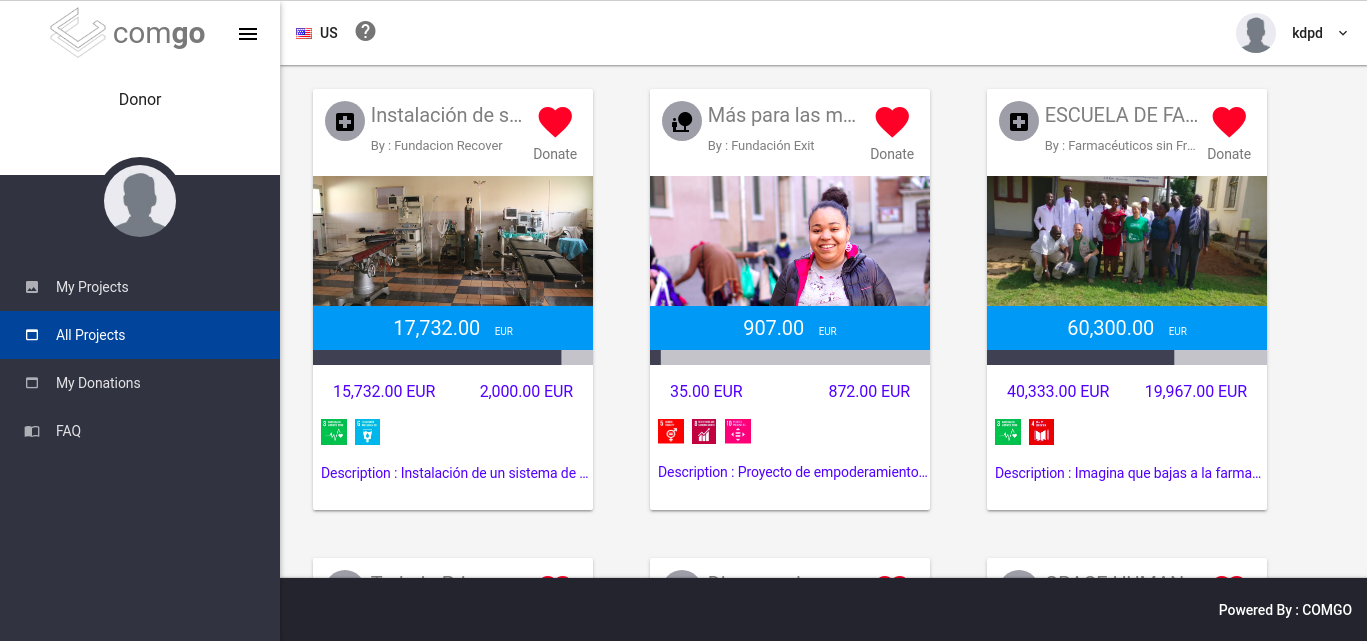 comgo
US
kdpd
Donor
My Projects
All Projects
My Donations
FAQ
Instalación de s...
By : Fundacion Recover
Donate
17,732.00 EUR
15,732.00 EUR 2,000.00 EUR
Description : Instalación de un sistema de ...
Más para las m...
By : Fundación Exit
Donate
907.00 EUR
35.00 EUR 872.00 EUR
Description : Proyecto de empoderamiento...
ESCUELA DE FA...
By : Farmacéuticos sin Fr...
Donate
60,300.00 EUR
40,333.00 EUR 19,967.00 EUR
Description : Imagina que bajas a la farma...
Powered By : COMGO